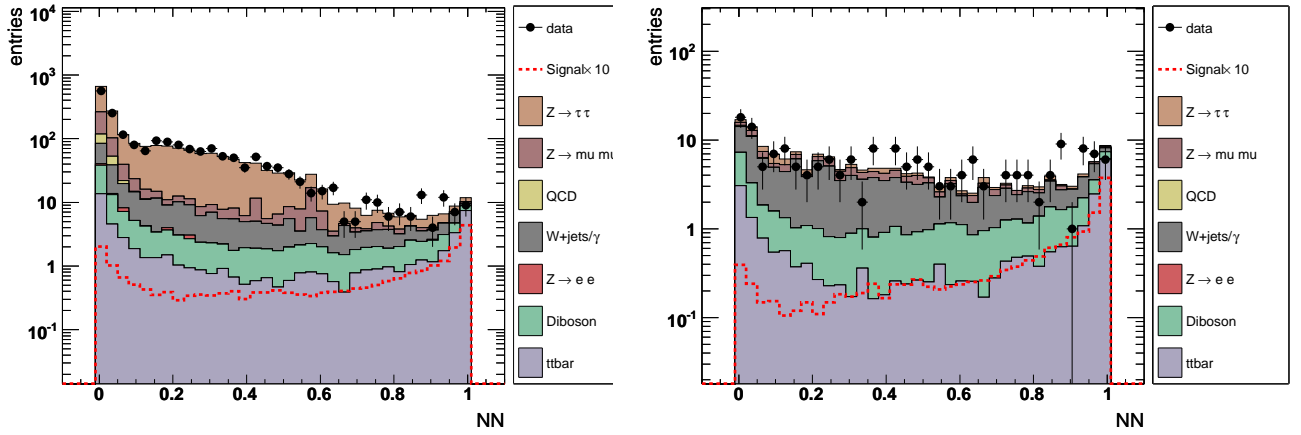 entries
10⁴
10³
10²
10
1
10⁻¹
0 0.2 0.4 0.6 0.8 1
NN
data
Signal× 10
Z → τ τ
Z → mu mu
QCD
W+jets/γ
Z → e e
Diboson
ttbar
entries
10²
10
1
10⁻¹
0 0.2 0.4 0.6 0.8 1
NN
data
Signal× 10
Z → τ τ
Z → mu mu
QCD
W+jets/γ
Z → e e
Diboson
ttbar